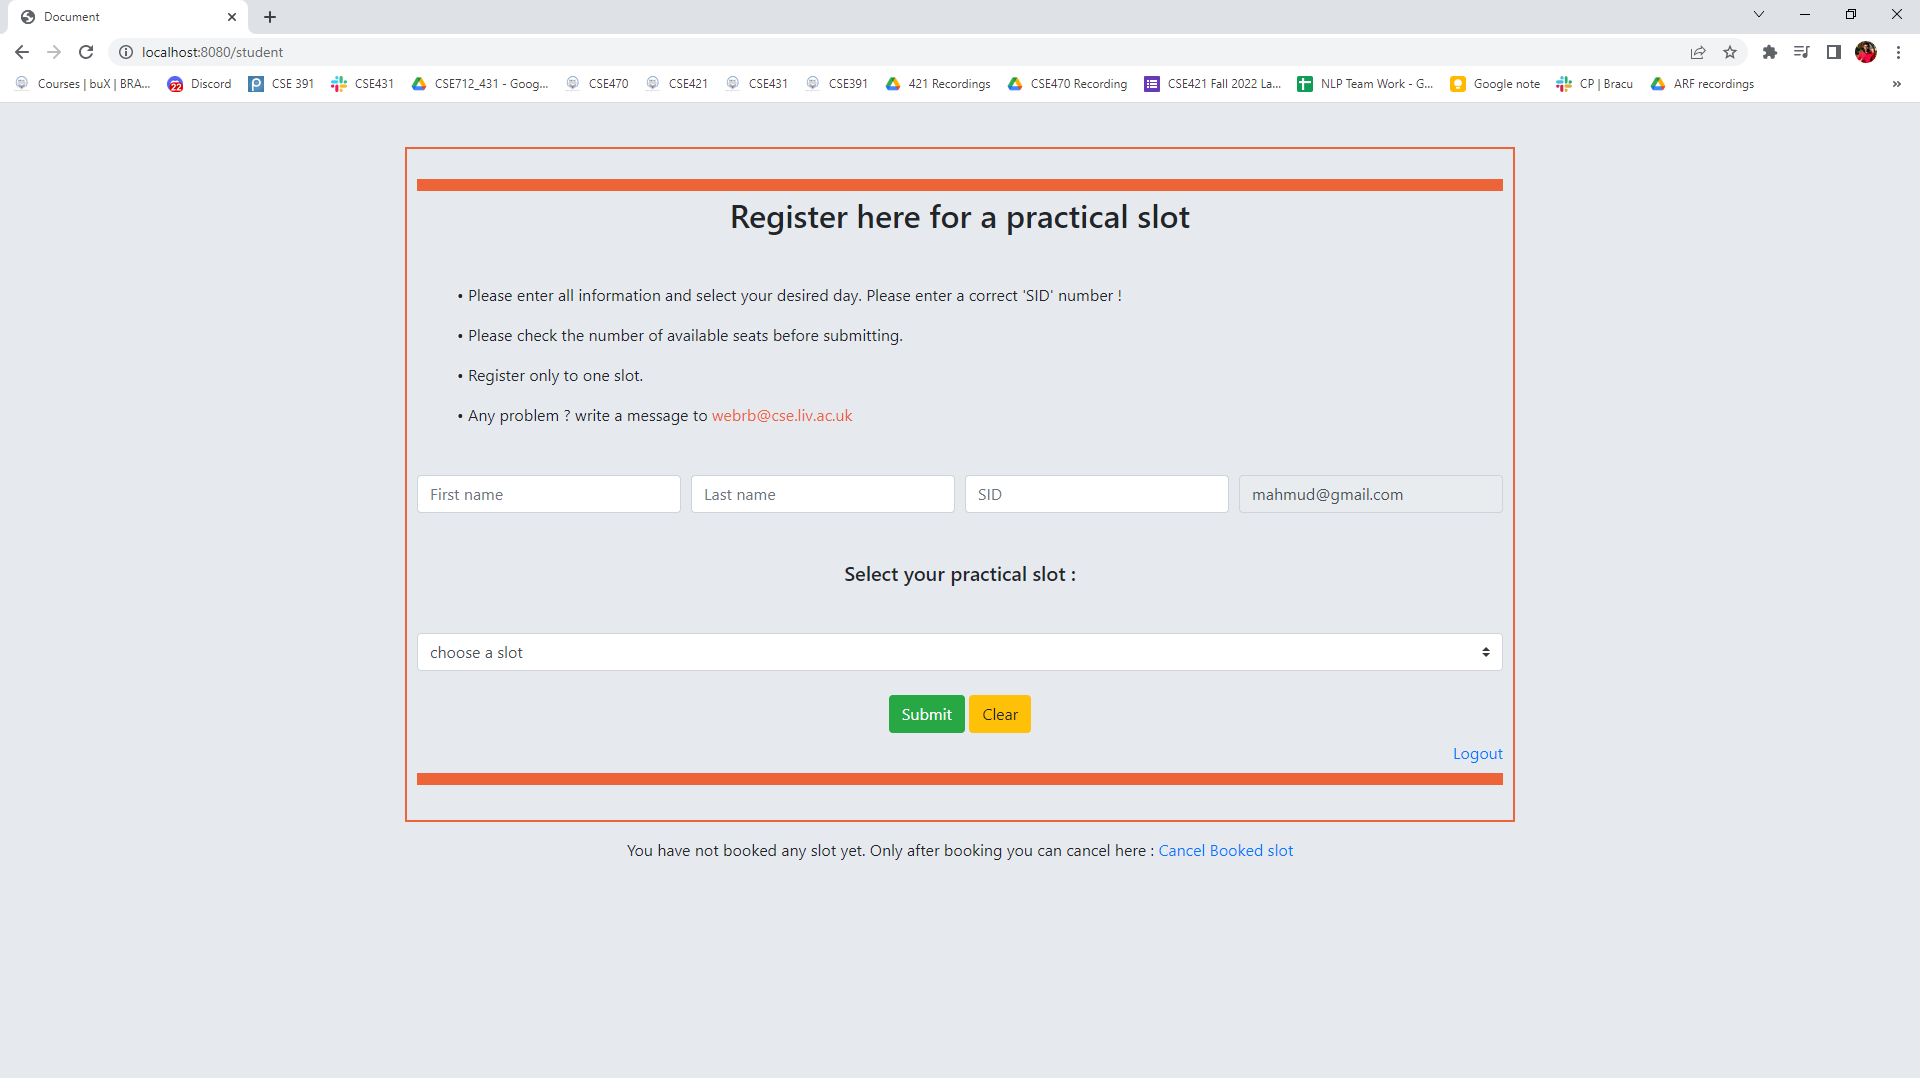 Document
localhost:8080/student
Courses | buX | BRA... Discord CSE 391 CSE431 CSE712_431 - Goog... CSE470 CSE421 CSE431 CSE391 421 Recordings CSE470 Recording CSE421 Fall 2022 La... NLP Team Work - G... Google note CP | Bracu ARF recordings »
22
Register here for a practical slot
• Please enter all information and select your desired day. Please enter a correct 'SID' number !
• Please check the number of available seats before submitting.
• Register only to one slot.
• Any problem ? write a message to webrb@cse.liv.ac.uk
First name Last name SID mahmud@gmail.com
Select your practical slot :
choose a slot
Submit Clear
Logout
You have not booked any slot yet. Only after booking you can cancel here : Cancel Booked slot